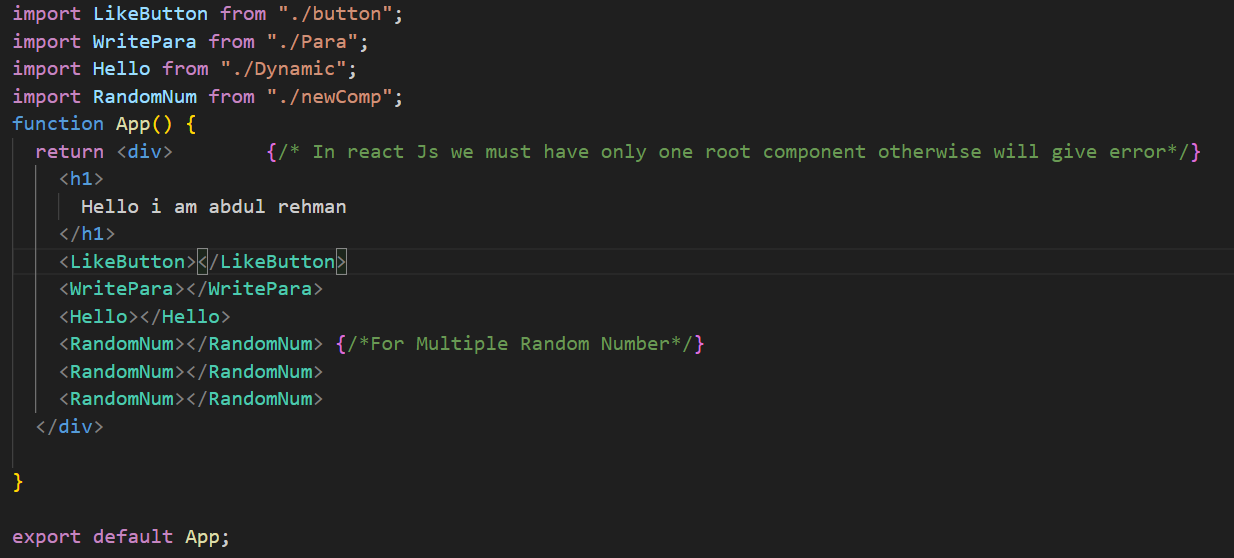 import LikeButton from "./button";
import WritePara from "./Para";
import Hello from "./Dynamic";
import RandomNum from "./newComp";
function App() {
  return <div>        {/* In react Js we must have only one root component otherwise will give error*/}
    <h1>
      Hello i am abdul rehman
    </h1>
    <LikeButton></LikeButton>
    <WritePara></WritePara>
    <Hello></Hello>
    <RandomNum></RandomNum> {/*For Multiple Random Number*/}
    <RandomNum></RandomNum>
    <RandomNum></RandomNum>
  </div>

}

export default App;